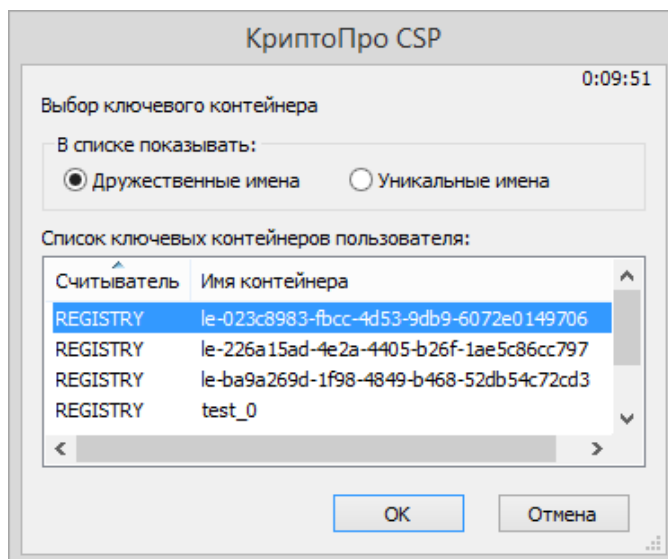 КриптоПро CSP
0:09:51
Выбор ключевого контейнера
В списке показывать:
Дружественные имена Уникальные имена
Список ключевых контейнеров пользователя:
Считыватель Имя контейнера
REGISTRY le-023c8983-fbcc-4d53-9db9-6072e0149706
REGISTRY le-226a15ad-4e2a-4405-b26f-1ae5c86cc797
REGISTRY le-ba9a269d-1f98-4849-b468-52db54c72cd3
REGISTRY test_0
ОК Отмена